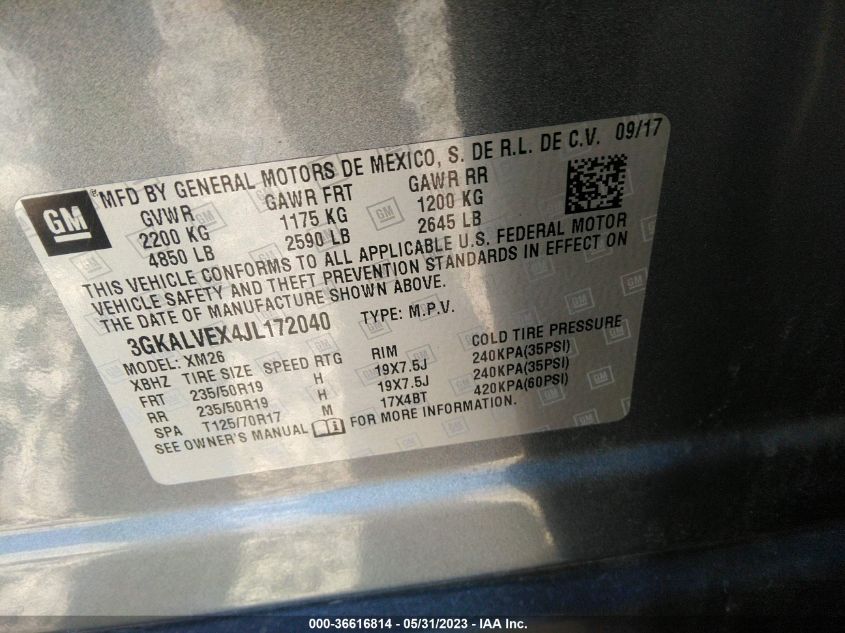 MFD BY GENERAL MOTORS DE MEXICO, S. DE R.L. DE C.V. 09/17
GM
GVWR GAWR FRT GAWR RR
2200 KG 1175 KG 1200 KG
4850 LB 2590 LB 2645 LB
THIS VEHICLE CONFORMS TO ALL APPLICABLE U.S. FEDERAL MOTOR
VEHICLE SAFETY AND THEFT PREVENTION STANDARDS IN EFFECT ON
THE DATE OF MANUFACTURE SHOWN ABOVE.
3GKALVEX4JL172040 TYPE: M.P.V.
MODEL: XM26
XBHZ TIRE SIZE SPEED RTG RIM COLD TIRE PRESSURE
FRT 235/50R19 H 19X7.5J 240KPA(35PSI)
RR 235/50R19 H 19X7.5J 240KPA(35PSI)
SPA T125/70R17 M 17X4BT 420KPA(60PSI)
SEE OWNER'S MANUAL FOR MORE INFORMATION.
000-36616814 - 05/31/2023 - IAA Inc.